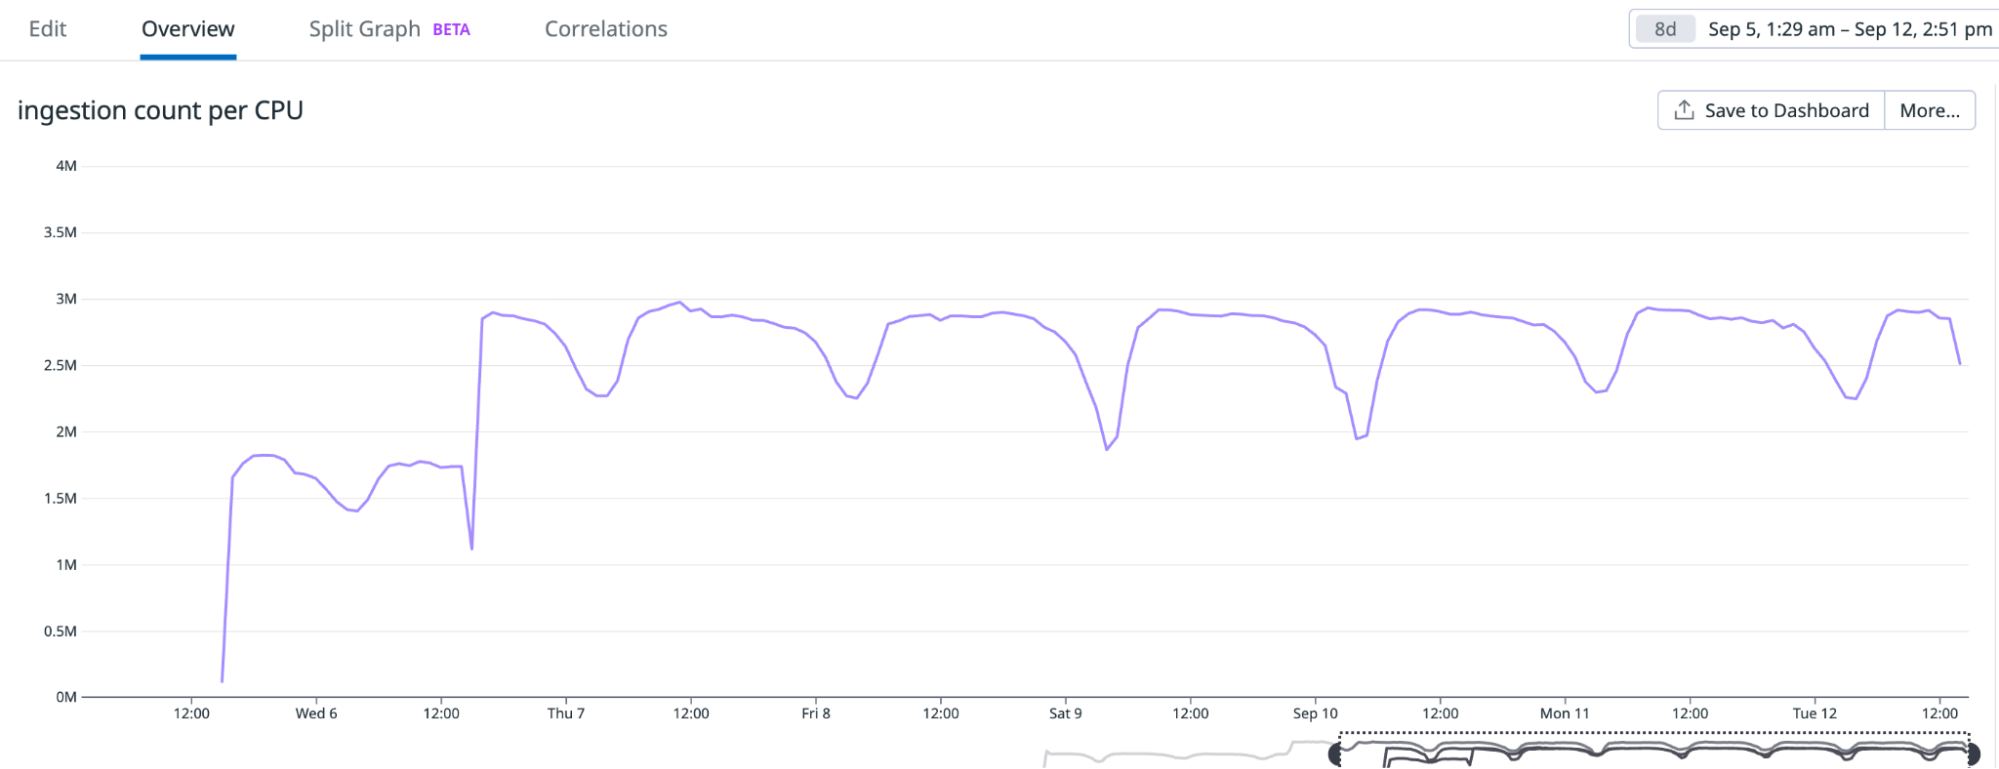 Edit Overview Split Graph BETA Correlations 8d Sep 5, 1:29 am – Sep 12, 2:51 pm
ingestion count per CPU Save to Dashboard More...
4M
3.5M
3M
2.5M
2M
1.5M
1M
0.5M
0M
12:00 Wed 6 12:00 Thu 7 12:00 Fri 8 12:00 Sat 9 12:00 Sep 10 12:00 Mon 11 12:00 Tue 12 12:00